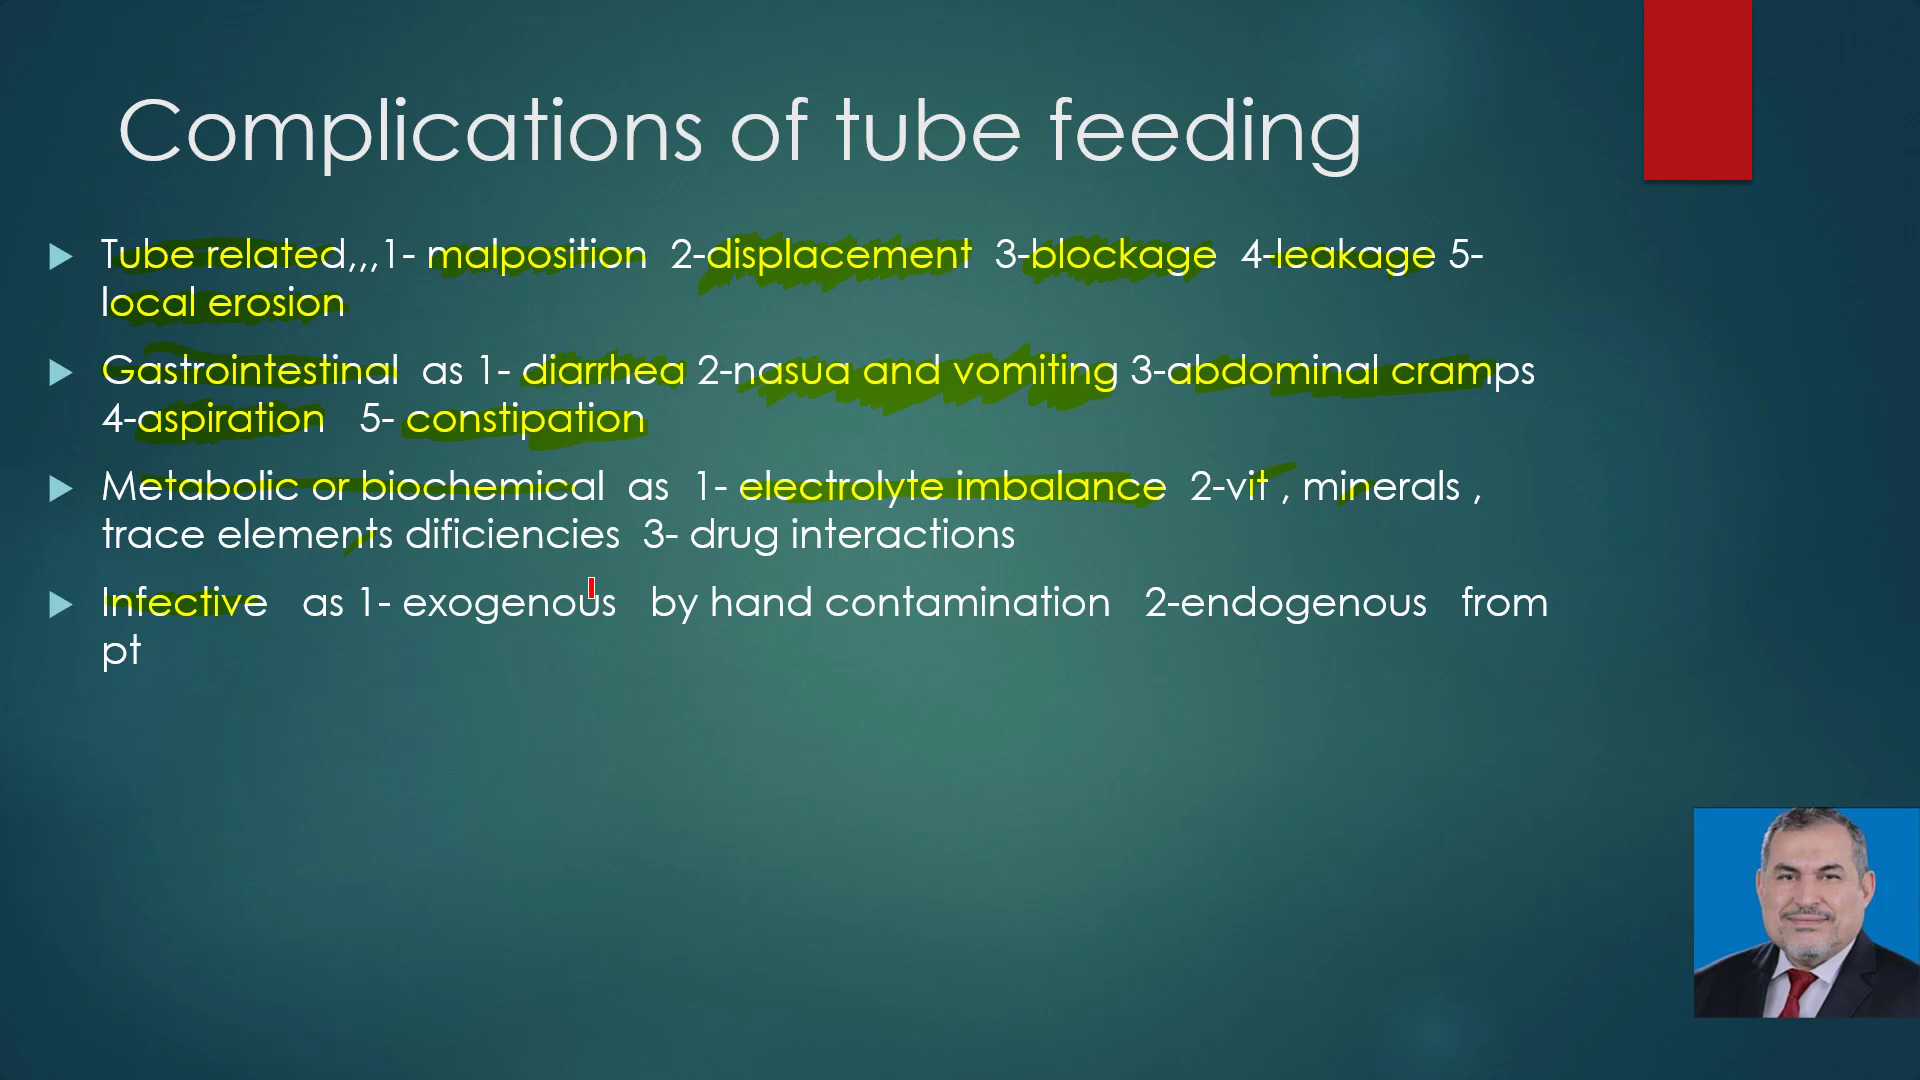 Complications of tube feeding
Tube related,,,1- malposition 2-displacement 3-blockage 4-leakage 5-
local erosion
Gastrointestinal as 1- diarrhea 2-nasua and vomiting 3-abdominal cramps
4-aspiration 5- constipation
Metabolic or biochemical as 1- electrolyte imbalance 2-vit , minerals ,
trace elements dificiencies 3- drug interactions
Infective as 1- exogenous by hand contamination 2-endogenous from
pt